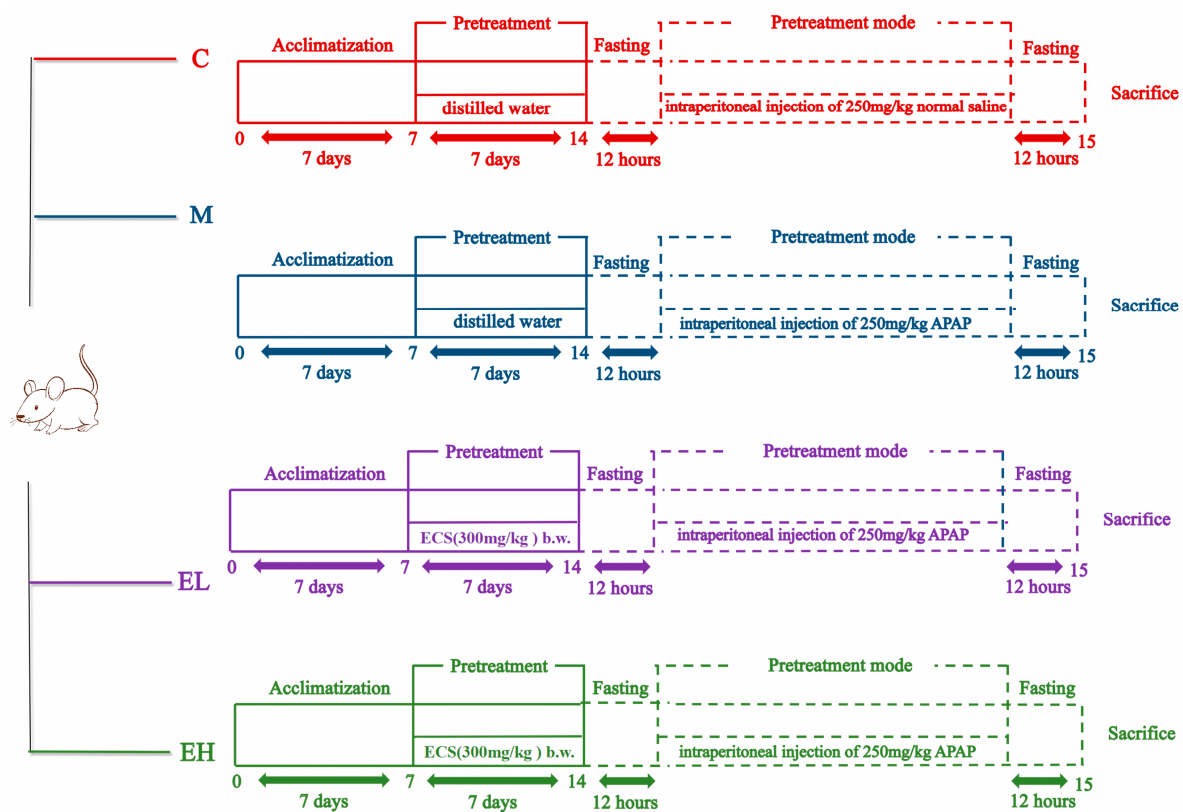 Pretreatment
Pretreatment mode
C
Acclimatization
Fasting
Fasting
Sacrifice
distilled water
intraperitoneal injection of 250mg/kg normal saline
0
7
14
15
7 days
7 days
12 hours
12 hours
M
Pretreatment
Pretreatment mode
Acclimatization
Fasting
Fasting
Sacrifice
distilled water
intraperitoneal injection of 250mg/kg APAP
0
7
14
15
7 days
7 days
12 hours
12 hours
Pretreatment
Pretreatment mode
Acclimatization
Fasting
Fasting
Sacrifice
ECS(300mg/kg ) b.w.
intraperitoneal injection of 250mg/kg APAP
0
7
14
15
EL
7 days
7 days
12 hours
12 hours
Pretreatment
Pretreatment mode
Acclimatization
Fasting
Fasting
Sacrifice
EH
ECS(300mg/kg ) b.w.
intraperitoneal injection of 250mg/kg APAP
0
7
14
15
7 days
7 days
12 hours
12 hours